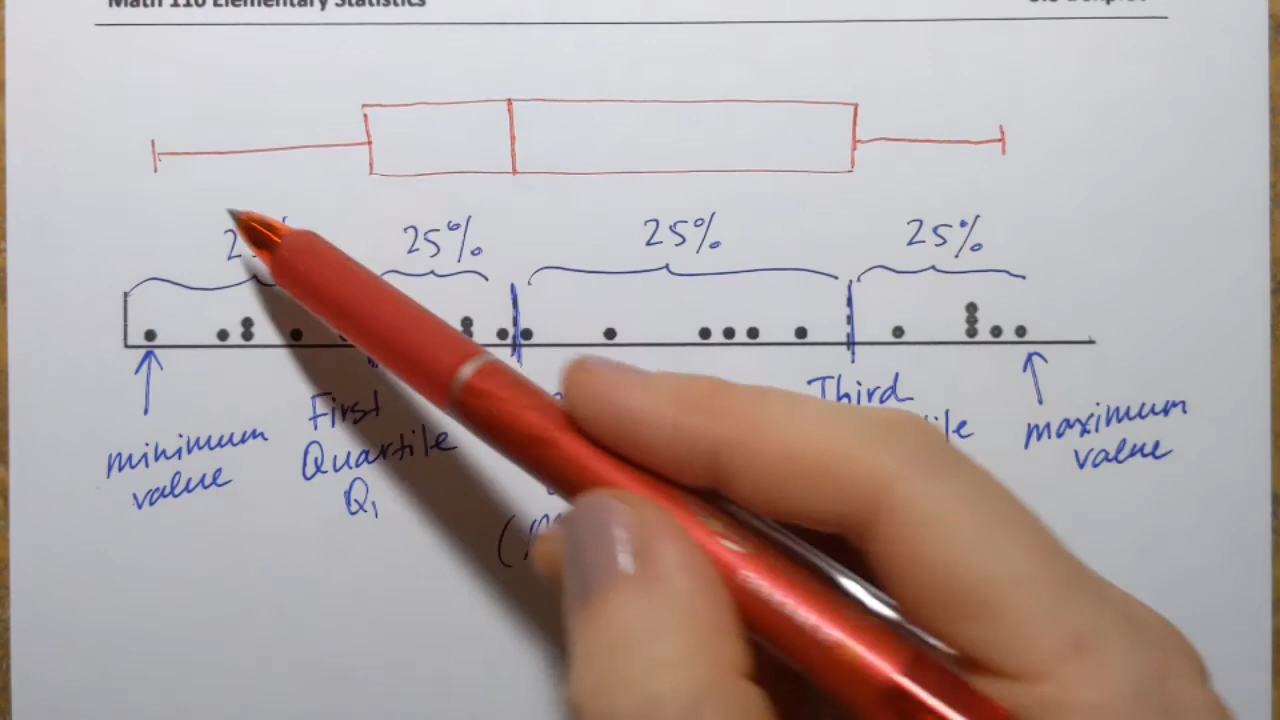 Math 110 Elementary Statistics
25%
25%
25%
minimum
value
First
Quartile
Q₁
Third
maximum
value